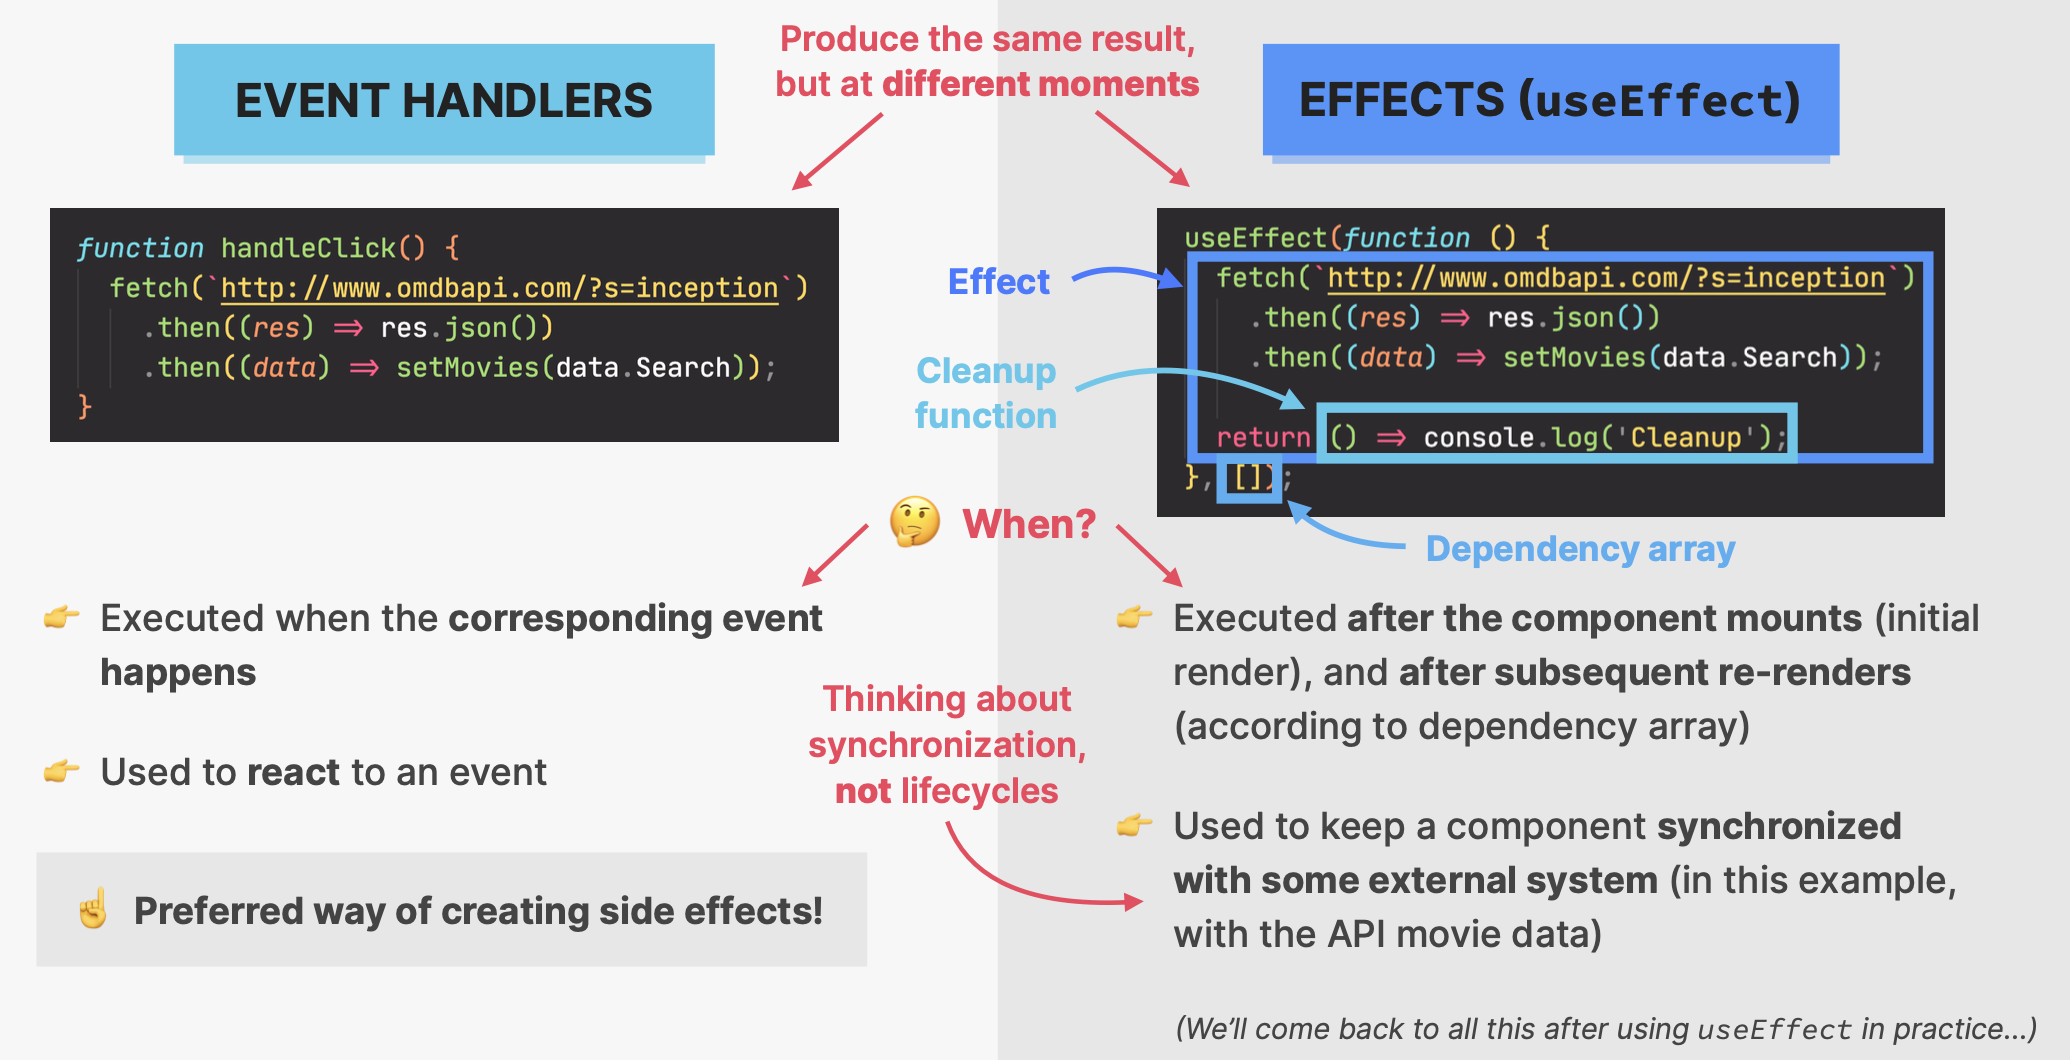 Produce the same result,
but at different moments
EVENT HANDLERS
function handleClick() {
fetch(`http://www.omdbapi.com/?s=inception`)
.then((res) => res.json())
.then((data) => setMovies(data.Search));
}
EFFECTS (useEffect)
useEffect(function () {
fetch(`http://www.omdbapi.com/?s=inception`)
.then((res) => res.json())
.then((data) => setMovies(data.Search));
return () => console.log('Cleanup');
}, []);
Effect
Cleanup
function
Dependency array
When?
Executed when the corresponding event
happens
Used to react to an event
Preferred way of creating side effects!
Thinking about
synchronization,
not lifecycles
Executed after the component mounts (initial
render), and after subsequent re-renders
(according to dependency array)
Used to keep a component synchronized
with some external system (in this example,
with the API movie data)
(We’ll come back to all this after using useEffect in practice...)